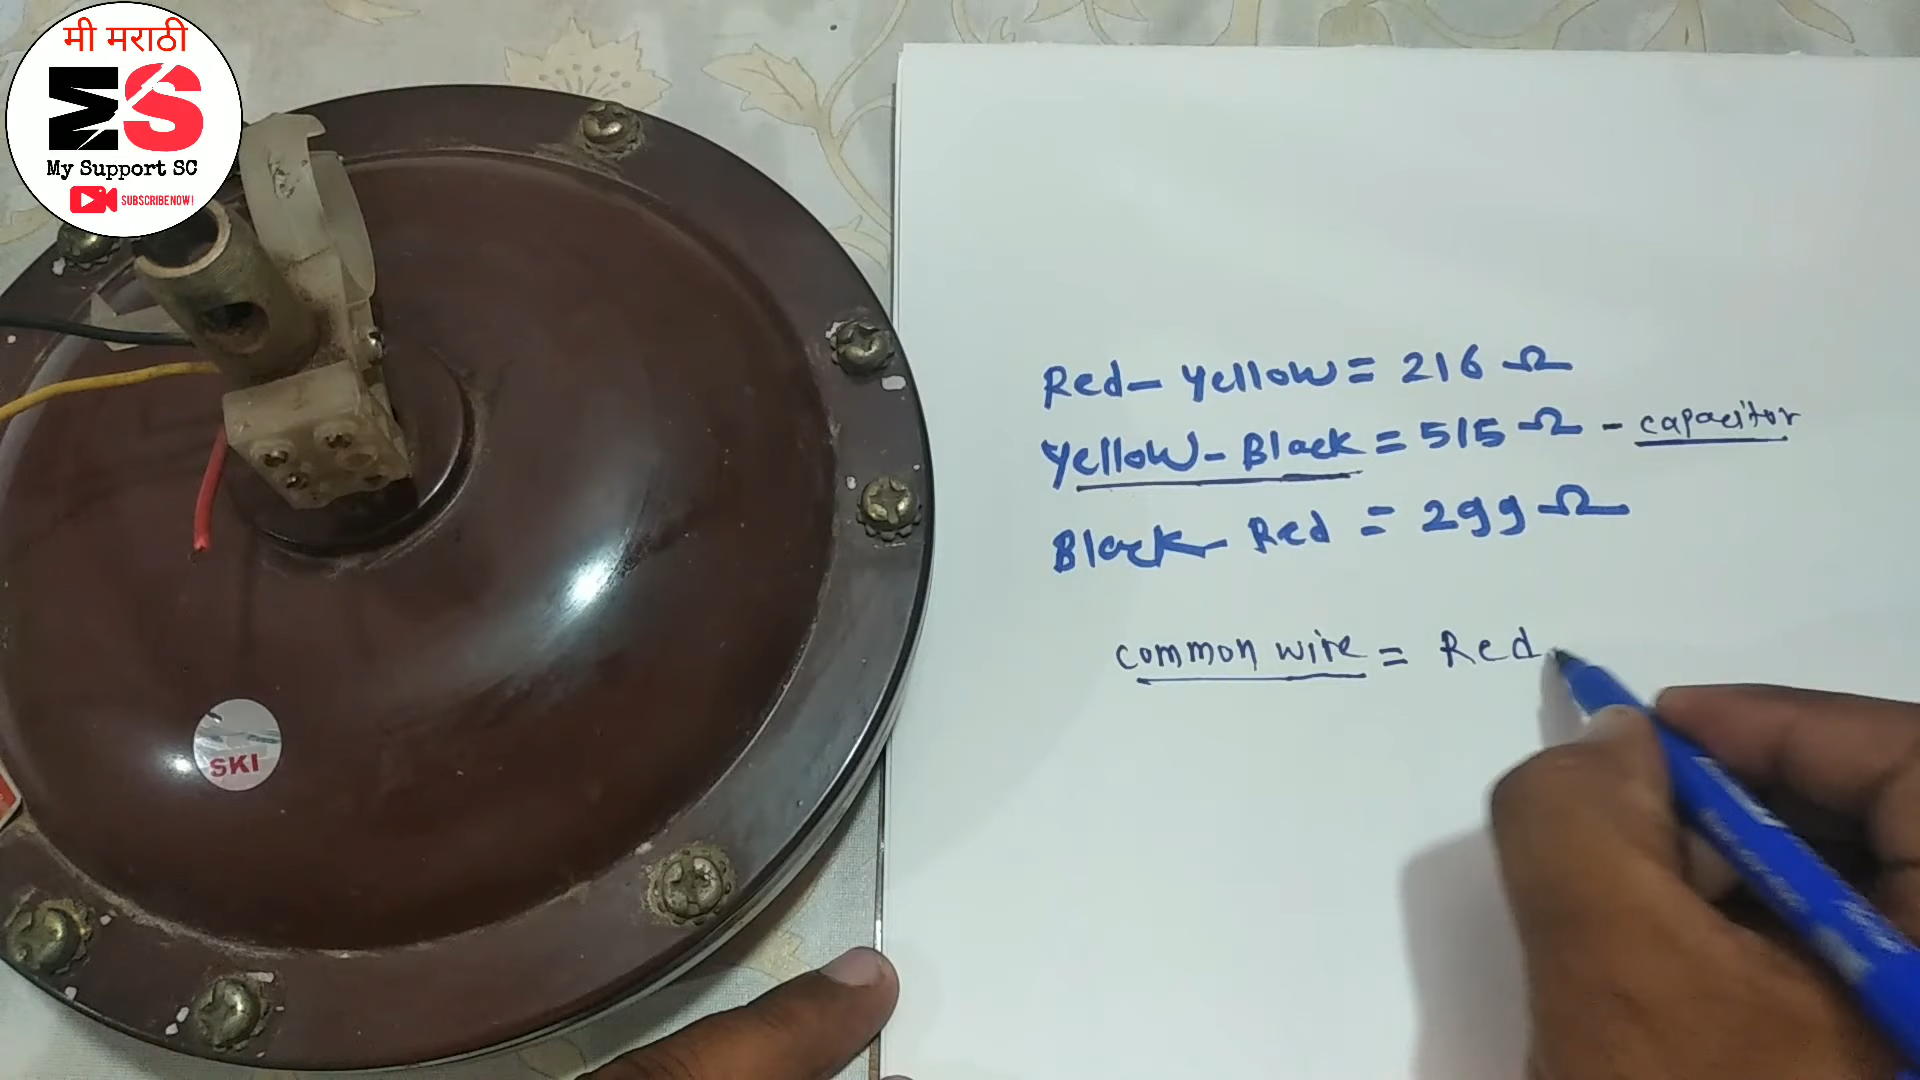 मी मराठी
MS
My Support SC
SUBSCRIBE NOW!
SKI
Red - Yellow = 216 Ω
Yellow - Black = 515 Ω - capacitor
Black - Red = 299 Ω
common wire = Red